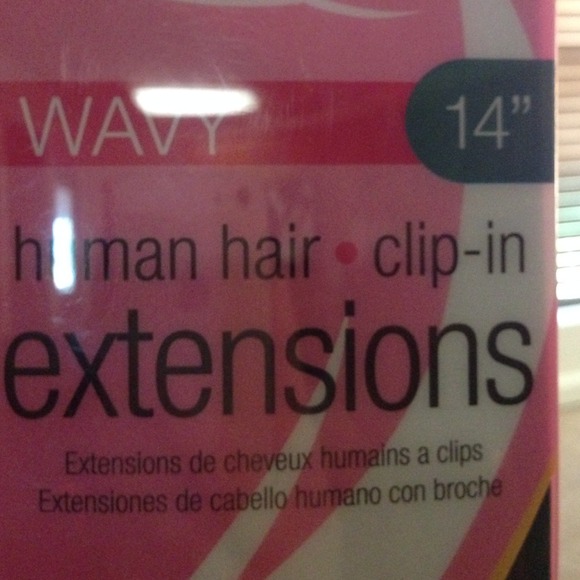 WAVY 14”
human hair • clip-in
extensions
Extensions de cheveux humains a clips
Extensiones de cabello humano con broche